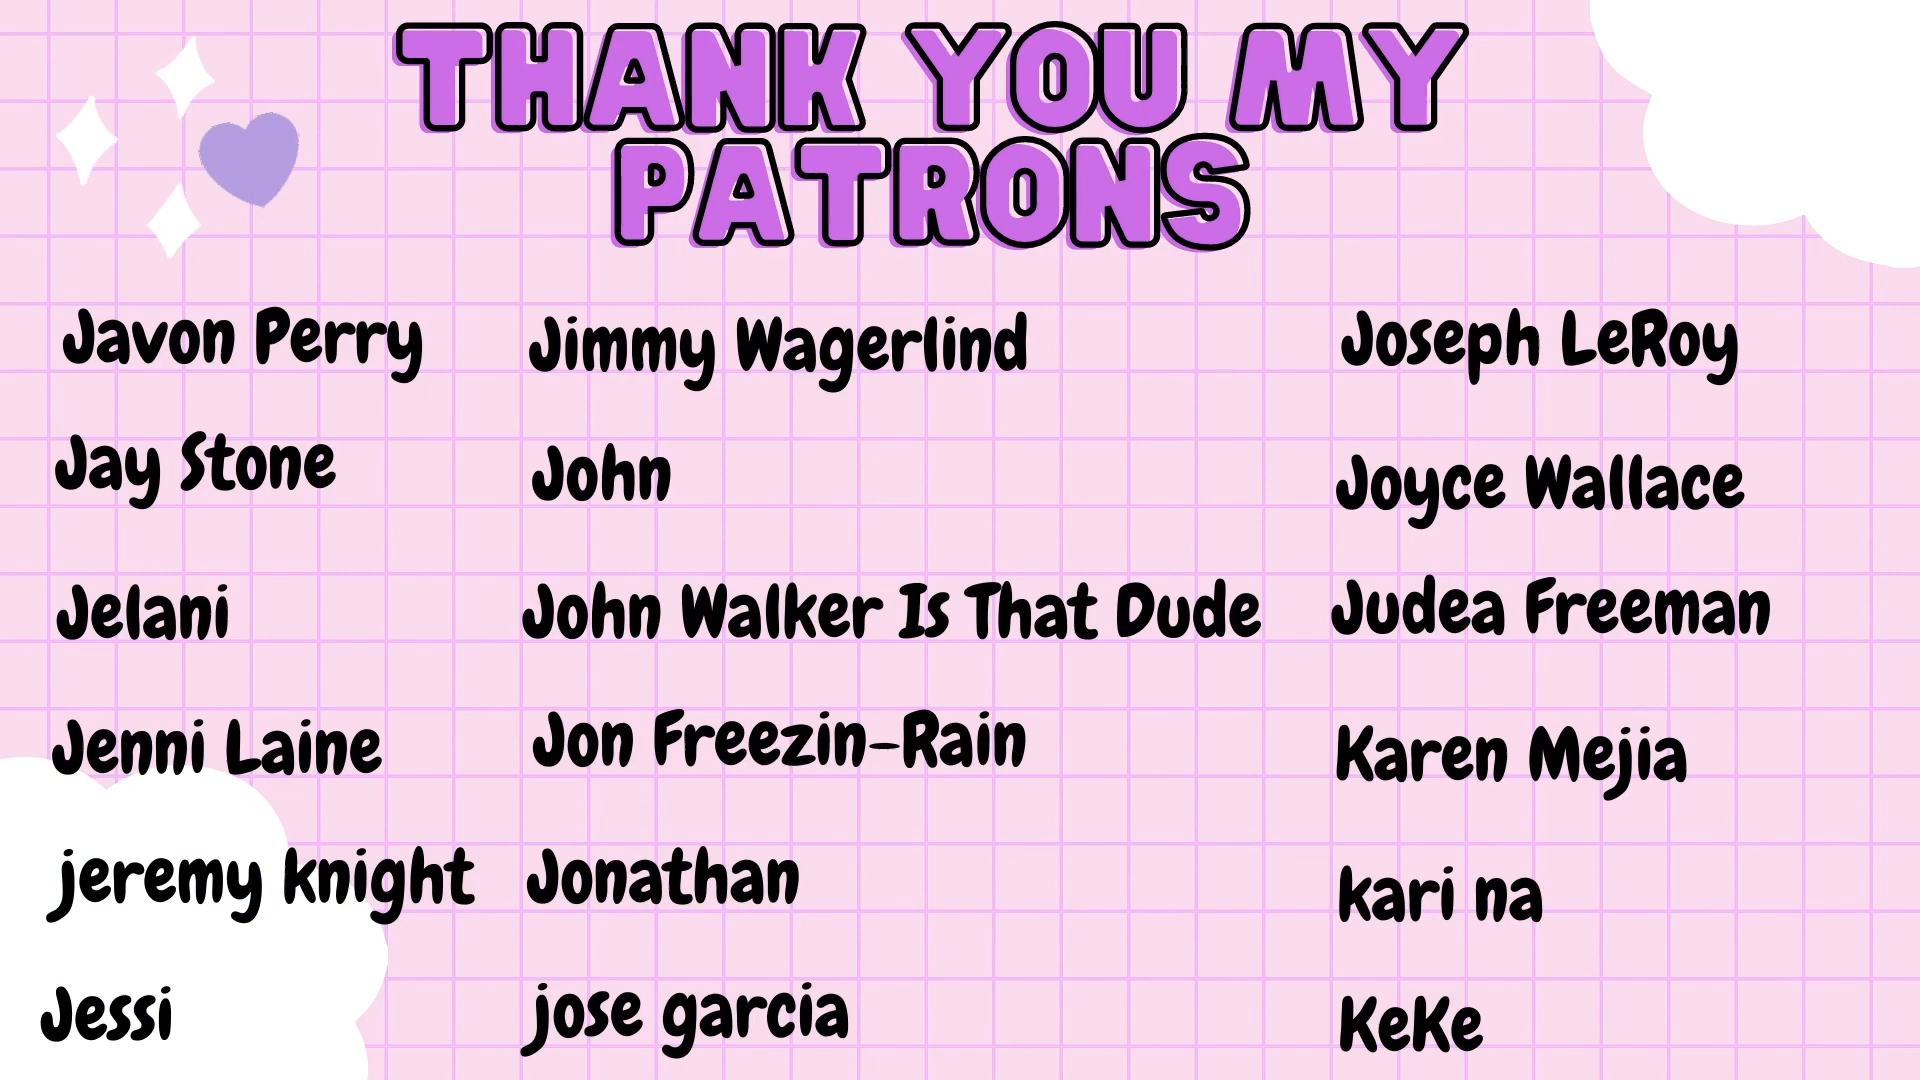 THANK YOU MY
PATRONS
Javon Perry
Jay Stone
Jelani
Jenni Laine
jeremy knight
Jessi
Jimmy Wagerlind
John
John Walker Is That Dude
Jon Freezin-Rain
Jonathan
jose garcia
Joseph LeRoy
Joyce Wallace
Judea Freeman
Karen Mejia
kari na
KeKe